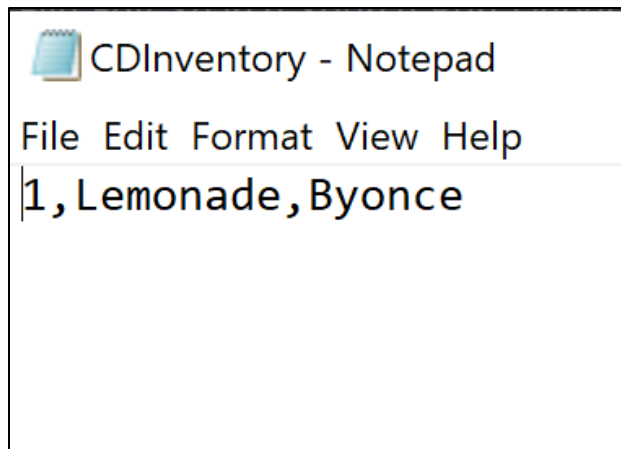 CDInventory - Notepad
File Edit Format View Help
1,Lemonade,Byonce